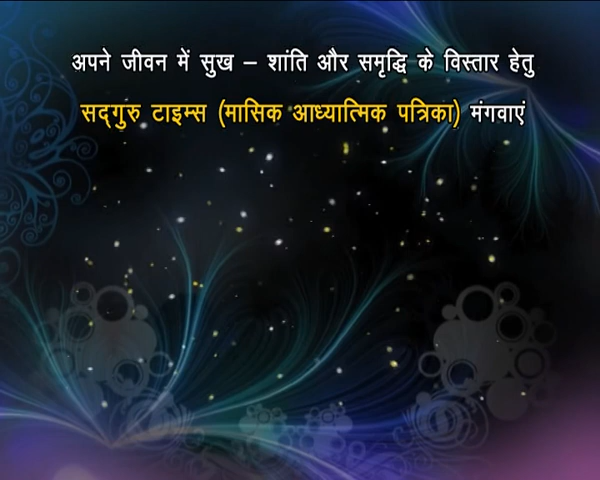 अपने जीवन में सुख – शांति और समृद्धि के विस्तार हेतु
सद्गुरु टाइम्स (मासिक आध्यात्मिक पत्रिका) मंगवाएं